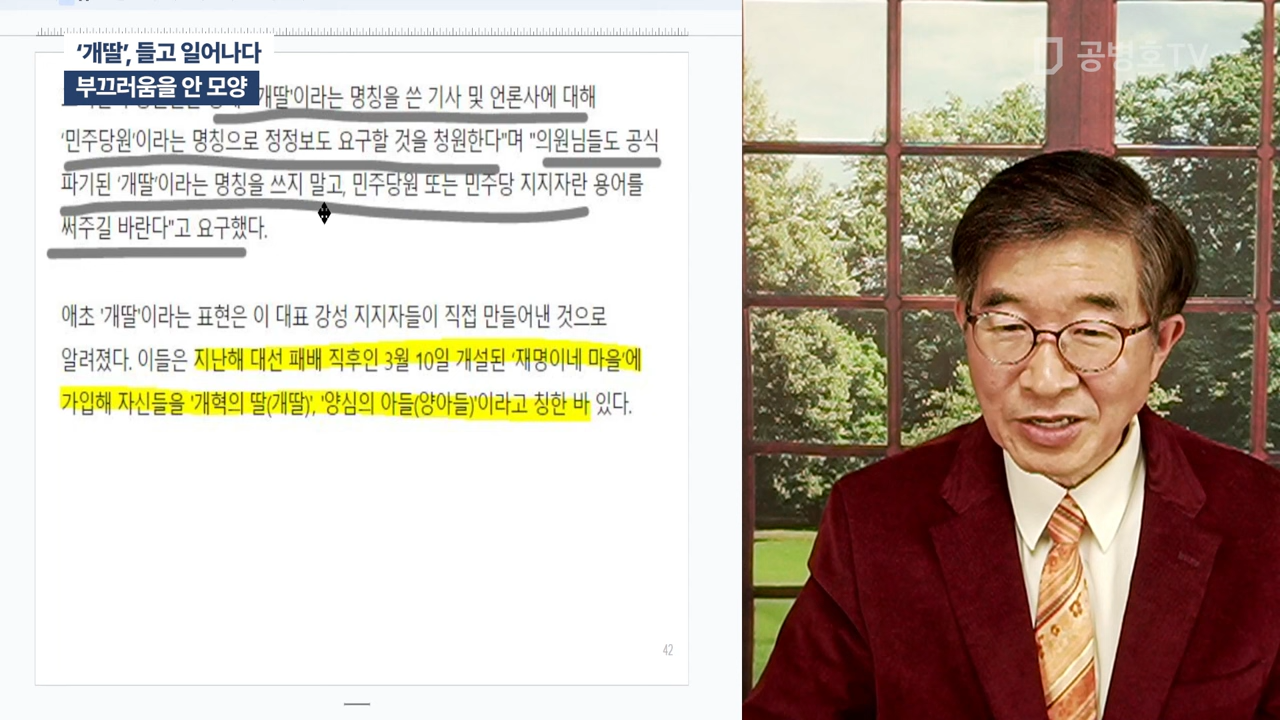 ‘개딸’, 들고 일어나다
부끄러움을 안 모양
개딸'이라는 명칭을 쓴 기사 및 언론사에 대해
‘민주당원’이라는 명칭으로 정정보도 요구할 것을 청원한다"며 "의원님들도 공식
파기된 ‘개딸’이라는 명칭을 쓰지 말고, 민주당원 또는 민주당 지지자란 용어를
써주길 바란다"고 요구했다.
애초 '개딸'이라는 표현은 이 대표 강성 지지자들이 직접 만들어낸 것으로
알려졌다. 이들은 지난해 대선 패배 직후인 3월 10일 개설된 ‘재명이네 마을’에
가입해 자신들을 '개혁의 딸(개딸)', '양심의 아들(양아들)'이라고 칭한 바 있다.
42
공병호TV